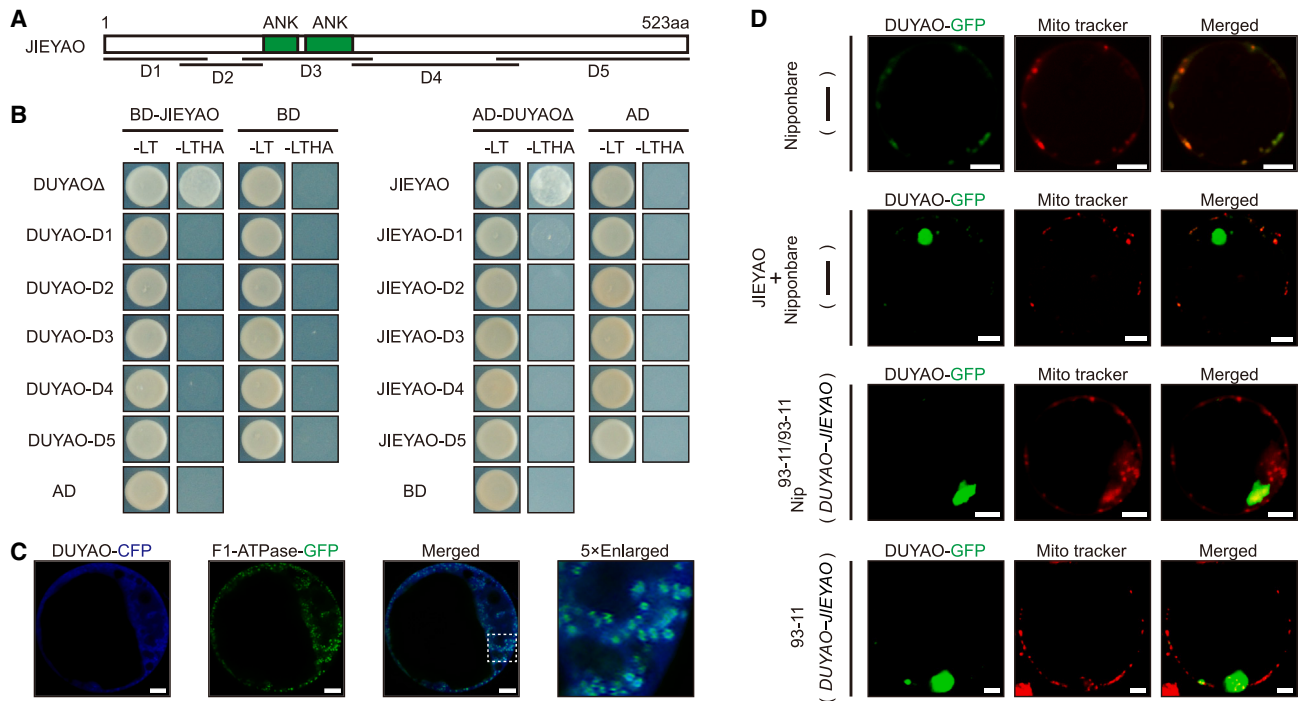 A
1 ANK ANK 523aa
JIEYAO
D1 D2 D3 D4 D5
B
BD-JIEYAO BD AD-DUYAOΔ AD
-LT -LTHA -LT -LTHA -LT -LTHA -LT -LTHA
DUYAOΔ JIEYAO
DUYAO-D1 JIEYAO-D1
DUYAO-D2 JIEYAO-D2
DUYAO-D3 JIEYAO-D3
DUYAO-D4 JIEYAO-D4
DUYAO-D5 JIEYAO-D5
AD BD
C
DUYAO-CFP F1-ATPase-GFP Merged 5×Enlarged
D
DUYAO-GFP Mito tracker Merged
Nipponbare
( — )
DUYAO-GFP Mito tracker Merged
JIEYAO
+
Nipponbare
( — )
DUYAO-GFP Mito tracker Merged
Nip93-11/93-11
( DUYAO–JIEYAO)
DUYAO-GFP Mito tracker Merged
93-11
( DUYAO–JIEYAO)